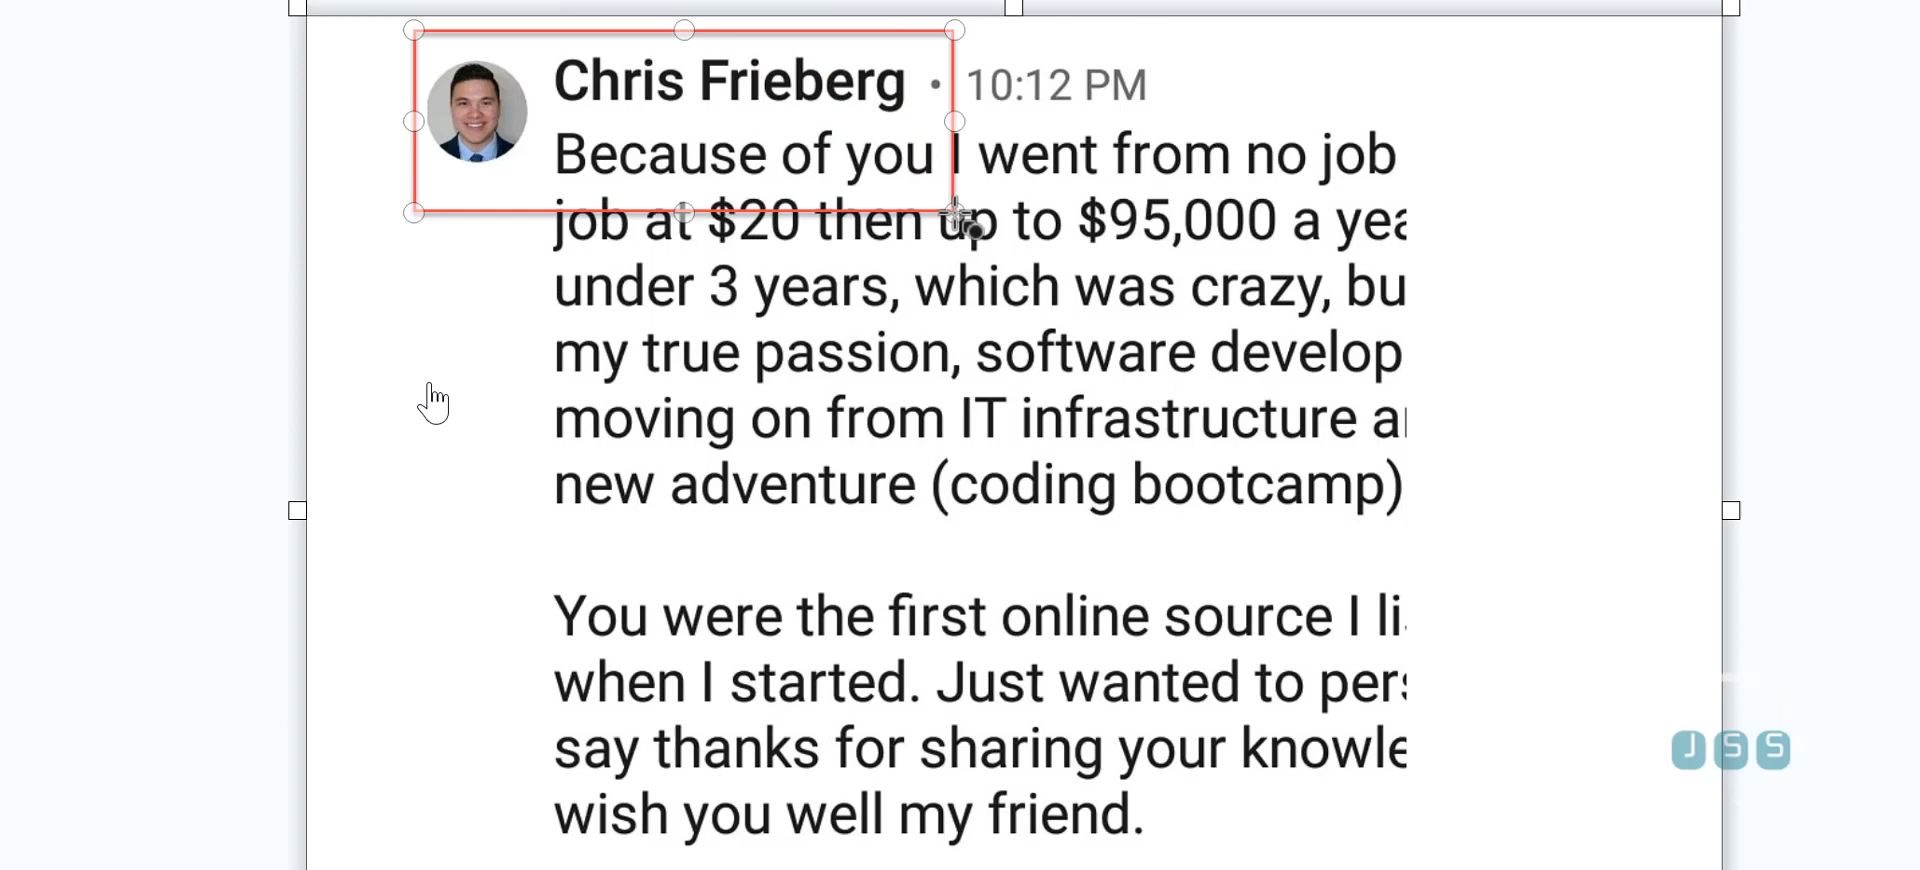 Chris Frieberg • 10:12 PM
Because of you I went from no job
job at $20 then up to $95,000 a yea
under 3 years, which was crazy, bu
my true passion, software develop
moving on from IT infrastructure a
new adventure (coding bootcamp)
You were the first online source I li
when I started. Just wanted to pers
say thanks for sharing your knowle
wish you well my friend.
JSS